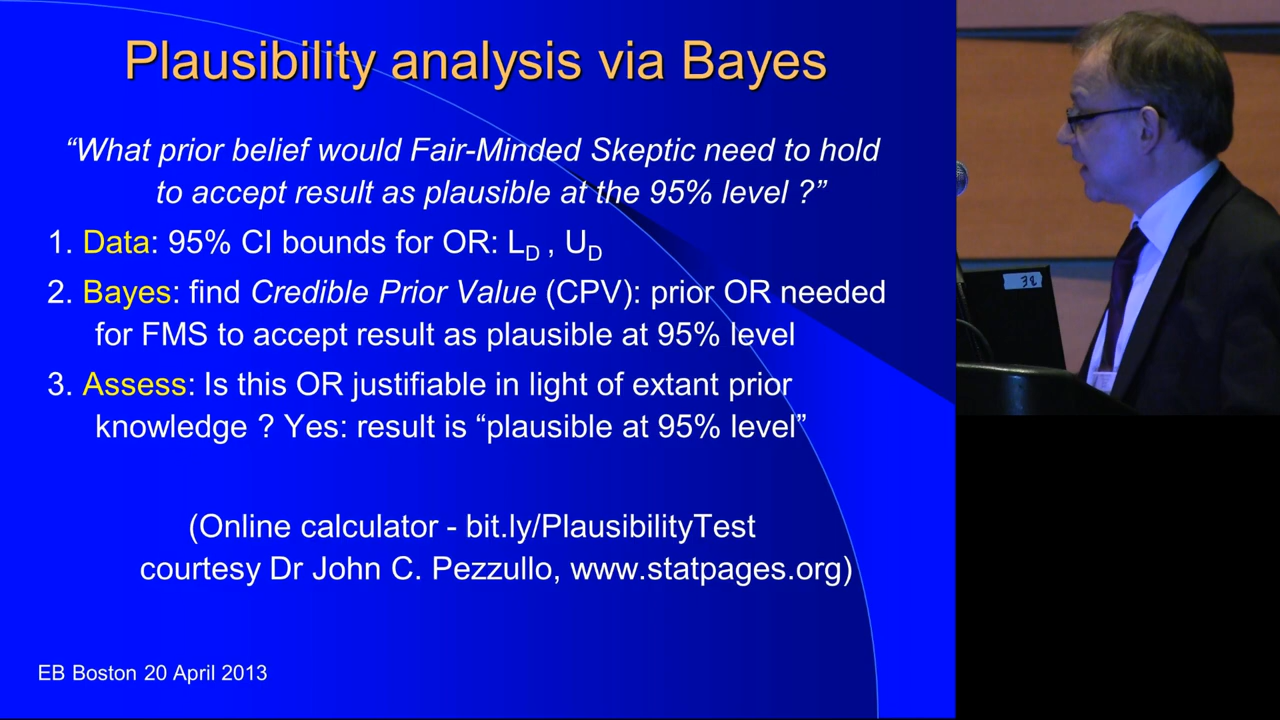 Plausibility analysis via Bayes
“What prior belief would Fair-Minded Skeptic need to hold
to accept result as plausible at the 95% level ?”
1. Data: 95% CI bounds for OR: L_D , U_D
2. Bayes: find Credible Prior Value (CPV): prior OR needed
for FMS to accept result as plausible at 95% level
3. Assess: Is this OR justifiable in light of extant prior
knowledge ? Yes: result is “plausible at 95% level”
(Online calculator - bit.ly/PlausibilityTest
courtesy Dr John C. Pezzullo, www.statpages.org)
EB Boston 20 April 2013